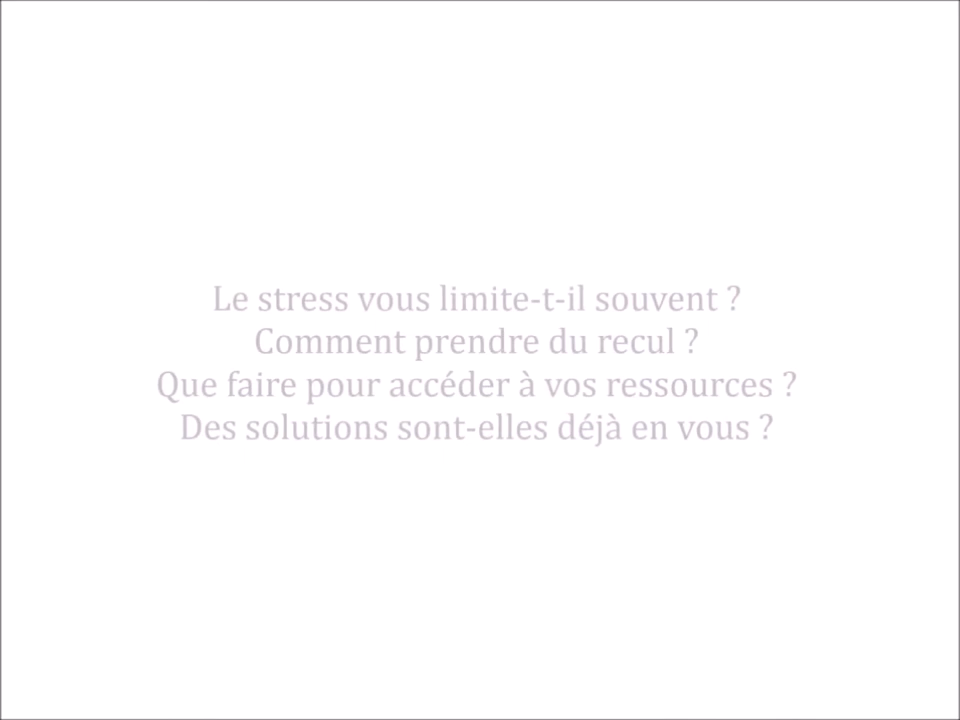 Le stress vous limite-t-il souvent ?
Comment prendre du recul ?
Que faire pour accéder à vos ressources ?
Des solutions sont-elles déjà en vous ?